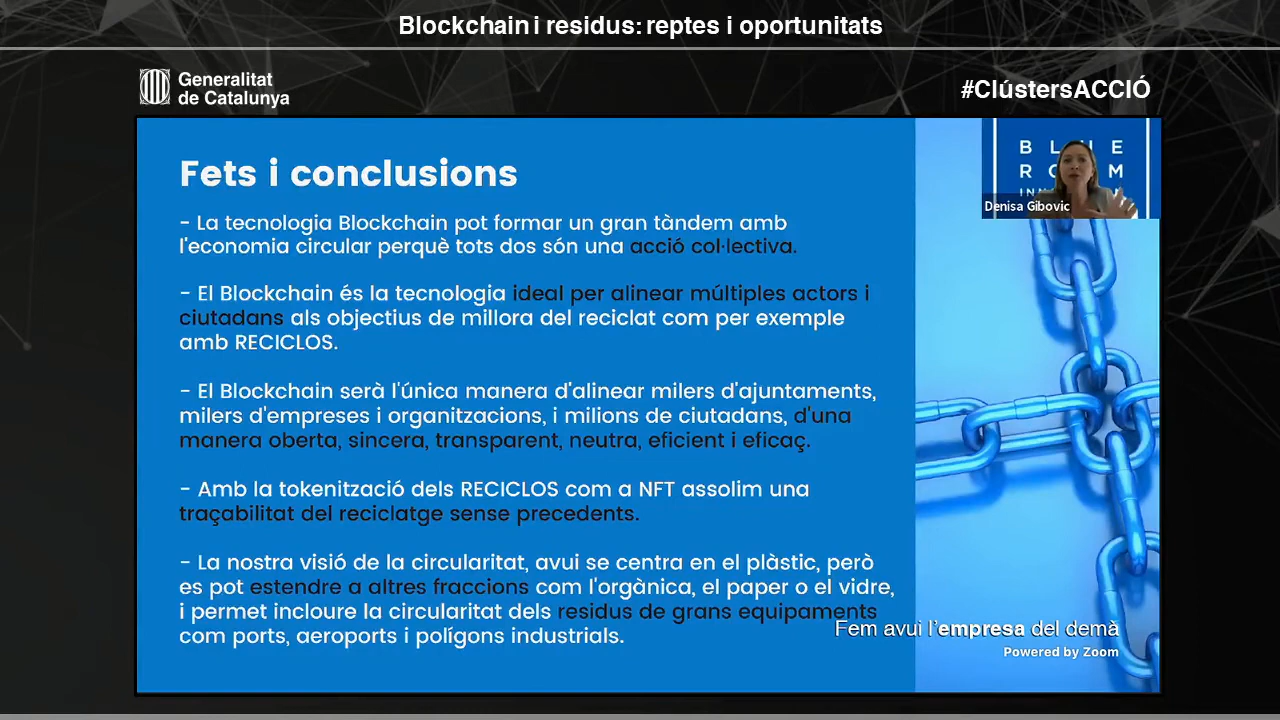 Blockchain i residus: reptes i oportunitats
Generalitat
de Catalunya
#ClústersACCIÓ
Fets i conclusions
- La tecnologia Blockchain pot formar un gran tàndem amb
l'economia circular perquè tots dos són una acció col·lectiva.
- El Blockchain és la tecnologia ideal per alinear múltiples actors i
ciutadans als objectius de millora del reciclat com per exemple
amb RECICLOS.
- El Blockchain serà l'única manera d'alinear milers d'ajuntaments,
milers d'empreses i organitzacions, i milions de ciutadans, d'una
manera oberta, sincera, transparent, neutra, eficient i eficaç.
- Amb la tokenització dels RECICLOS com a NFT assolim una
traçabilitat del reciclatge sense precedents.
- La nostra visió de la circularitat, avui se centra en el plàstic, però
es pot estendre a altres fraccions com l'orgànica, el paper o el vidre,
i permet incloure la circularitat dels residus de grans equipaments
com ports, aeroports i polígons industrials.
BLUE
Denisa Gibovic
Fem avui l'empresa del demà
Powered by Zoom